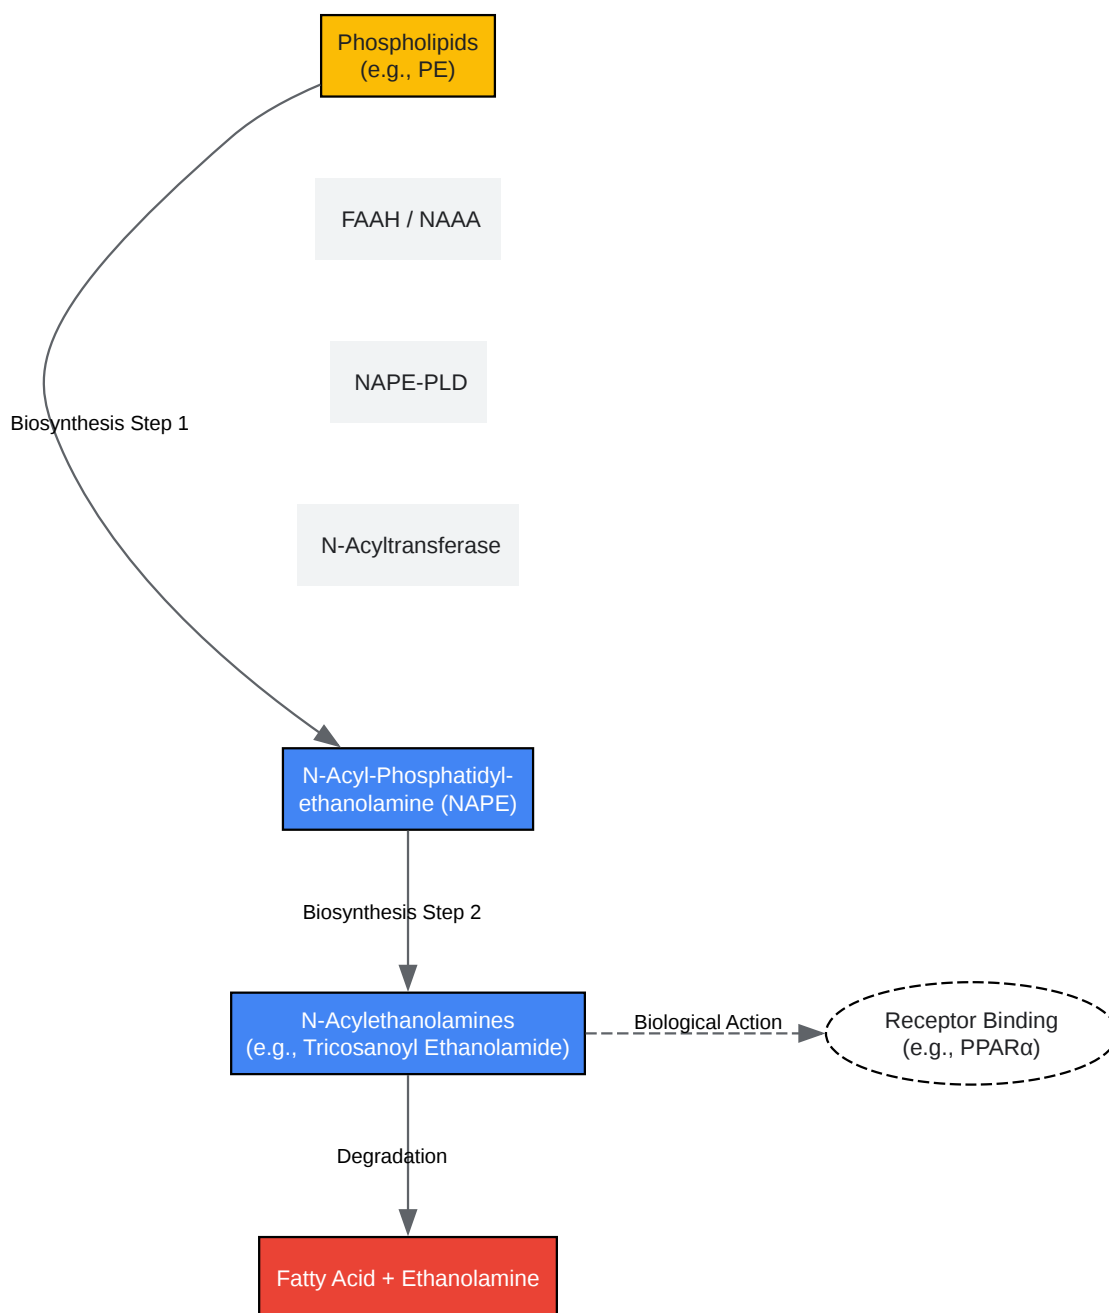 Phospholipids
(e.g., PE)
FAAH / NAAA
NAPE-PLD
Biosynthesis Step 1
N-Acyltransferase
N-Acyl-Phosphatidyl-
ethanolamine (NAPE)
Biosynthesis Step 2
N-Acylethanolamines
(e.g., Tricosanoyl Ethanolamide)
Biological Action
Receptor Binding
(e.g., PPARα)
Degradation
Fatty Acid + Ethanolamine